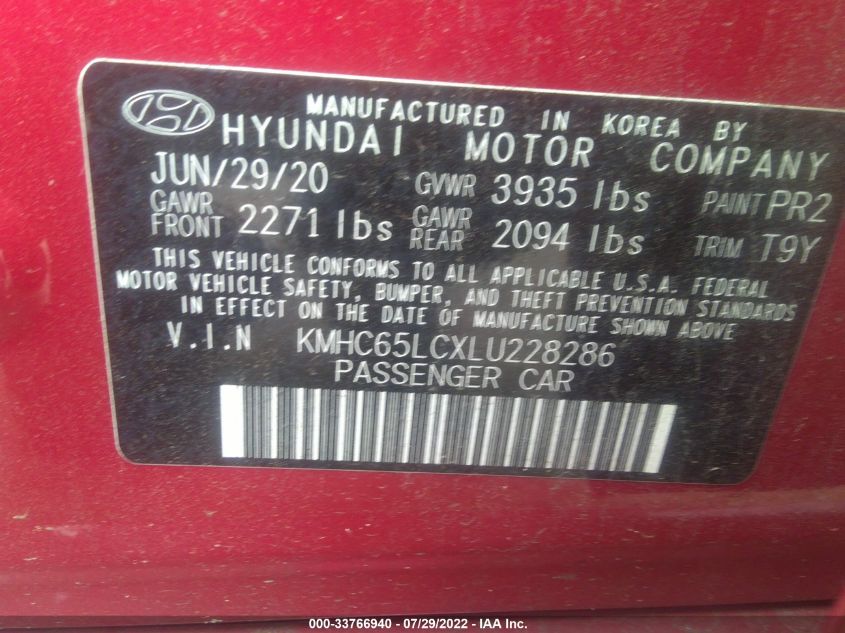 MANUFACTURED IN KOREA BY
HYUNDAI MOTOR COMPANY
JUN/29/20 GVWR 3935 lbs PAINT PR2
GAWR FRONT 2271 lbs GAWR REAR 2094 lbs TRIM T9Y
THIS VEHICLE CONFORMS TO ALL APPLICABLE U.S.A. FEDERAL
MOTOR VEHICLE SAFETY, BUMPER, AND THEFT PREVENTION STANDARDS
IN EFFECT ON THE DATE OF MANUFACTURE SHOWN ABOVE
V.I.N KMHC65LCXLU228286
PASSENGER CAR
000-33766940 - 07/29/2022 - IAA Inc.